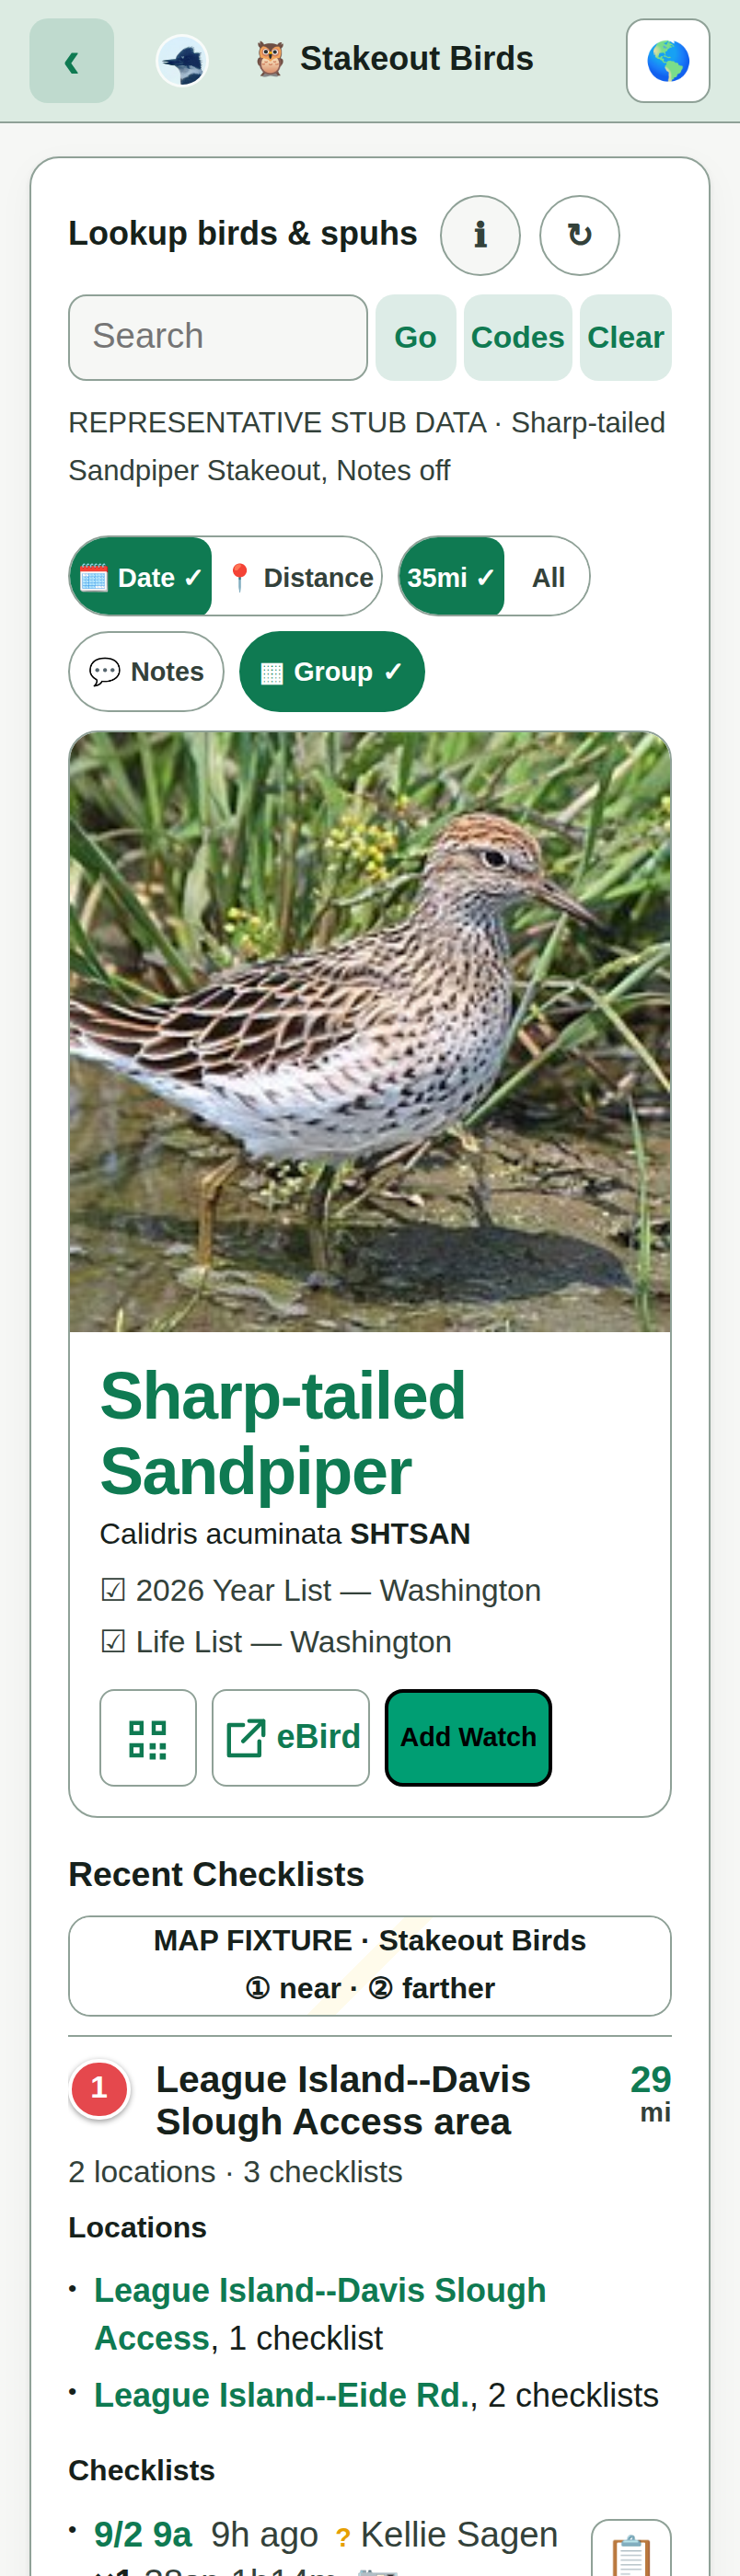 ‹ 🦉 Stakeout Birds 🌎
Lookup birds & spuhs ℹ ↻
Search Go Codes Clear
REPRESENTATIVE STUB DATA · Sharp-tailed
Sandpiper Stakeout, Notes off
🗓️ Date ✓ 📍 Distance 35mi ✓ All
💬 Notes ▦ Group ✓
Sharp-tailed
Sandpiper
Calidris acuminata SHTSAN
☑ 2026 Year List — Washington
☑ Life List — Washington
eBird Add Watch
Recent Checklists
MAP FIXTURE · Stakeout Birds
① near · ② farther
1 League Island--Davis 29
Slough Access area mi
2 locations · 3 checklists
Locations
• League Island--Davis Slough
Access, 1 checklist
• League Island--Eide Rd., 2 checklists
Checklists
• 9/2 9a 9h ago ? Kellie Sagen 📋